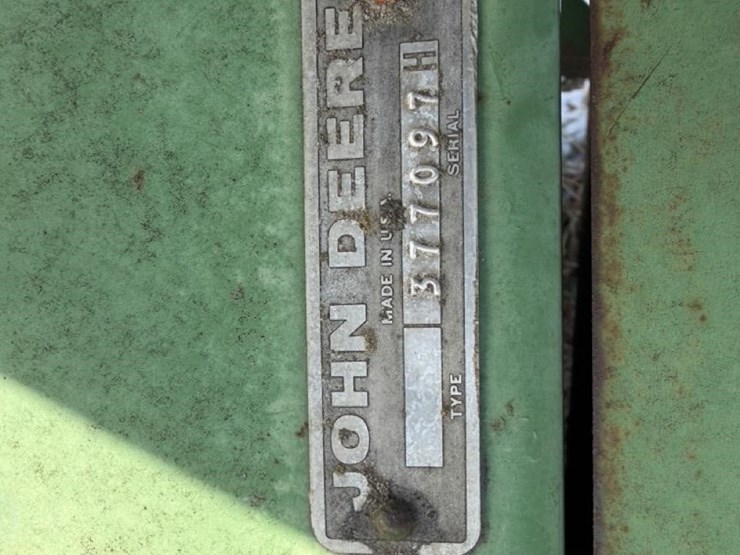 JOHN DEERE
MADE IN U.S.A.
377097H
TYPE SERIAL